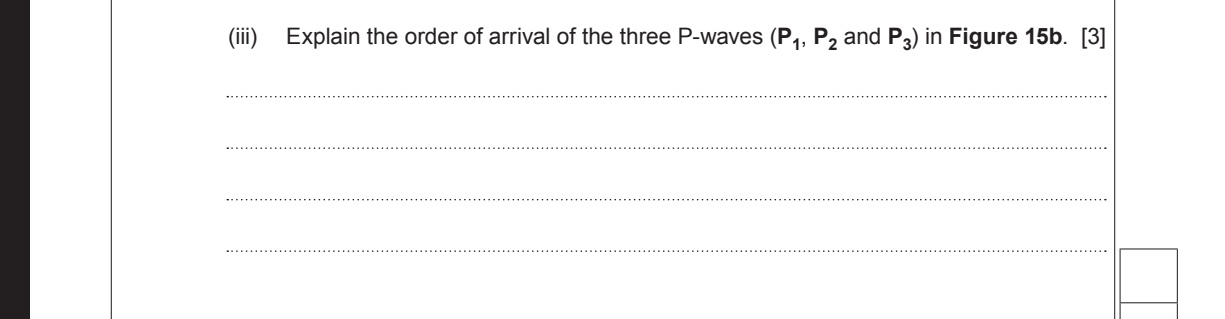 (iii) Explain the order of arrival of the three P-waves (P₁, P₂ and P₃) in Figure 15b. [3]